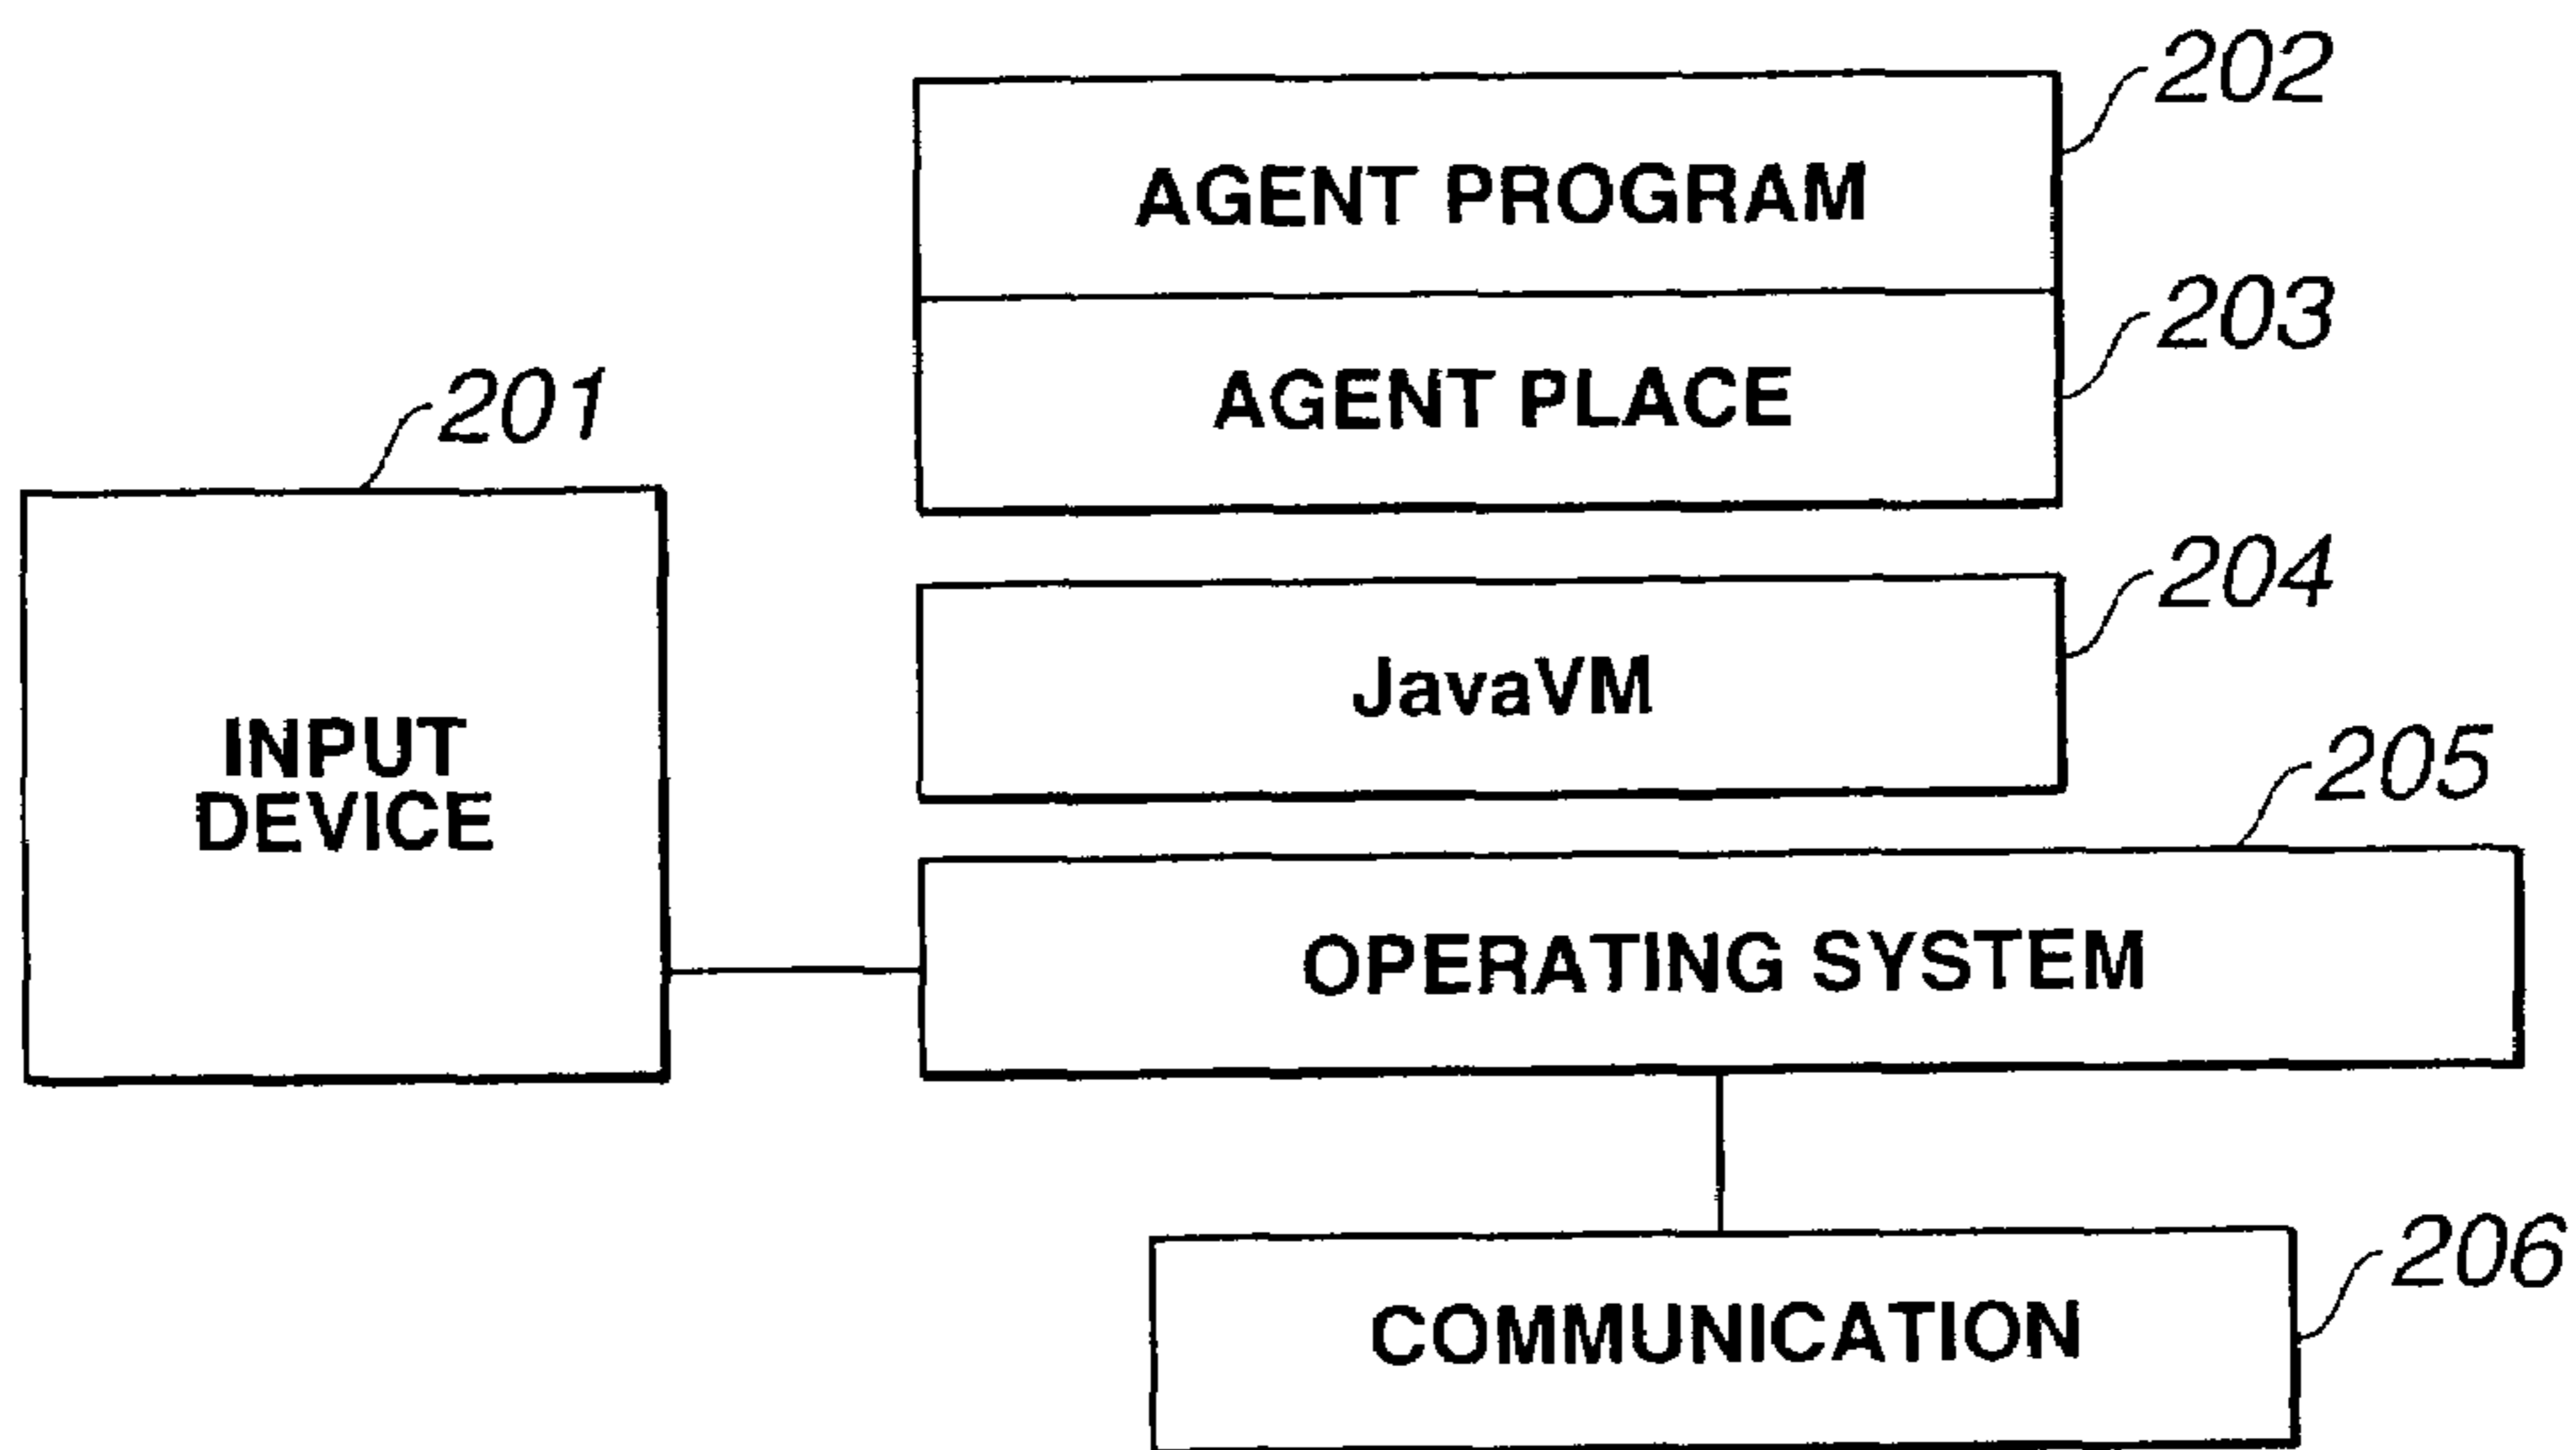 202
AGENT PROGRAM
203
AGENT PLACE
201
204
JavaVM
INPUT
DEVICE
205
OPERATING SYSTEM
206
COMMUNICATION